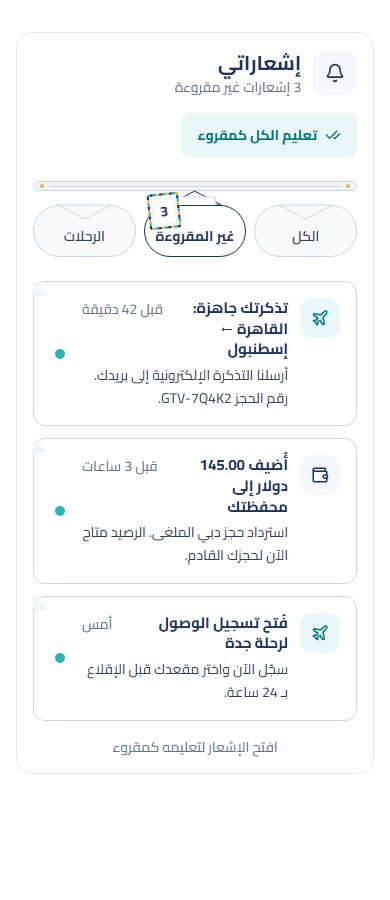 إشعاراتي
3 إشعارات غير مقروءة
تعليم الكل كمقروء
الكل
غير المقروءة
3
الرحلات
تذكرتك جاهزة:
القاهرة ←
إسطنبول
قبل 42 دقيقة
أرسلنا التذكرة الإلكترونية إلى بريدك.
رقم الحجز GTV-7Q4K2.
أُضيف 145.00
دولار إلى
محفظتك
قبل 3 ساعات
استرداد حجز دبي الملغى. الرصيد متاح
الآن لحجزك القادم.
فُتح تسجيل الوصول
لرحلة جدة
أمس
سجّل الآن واختر مقعدك قبل الإقلاع
بـ 24 ساعة.
افتح الإشعار لتعليمه كمقروء